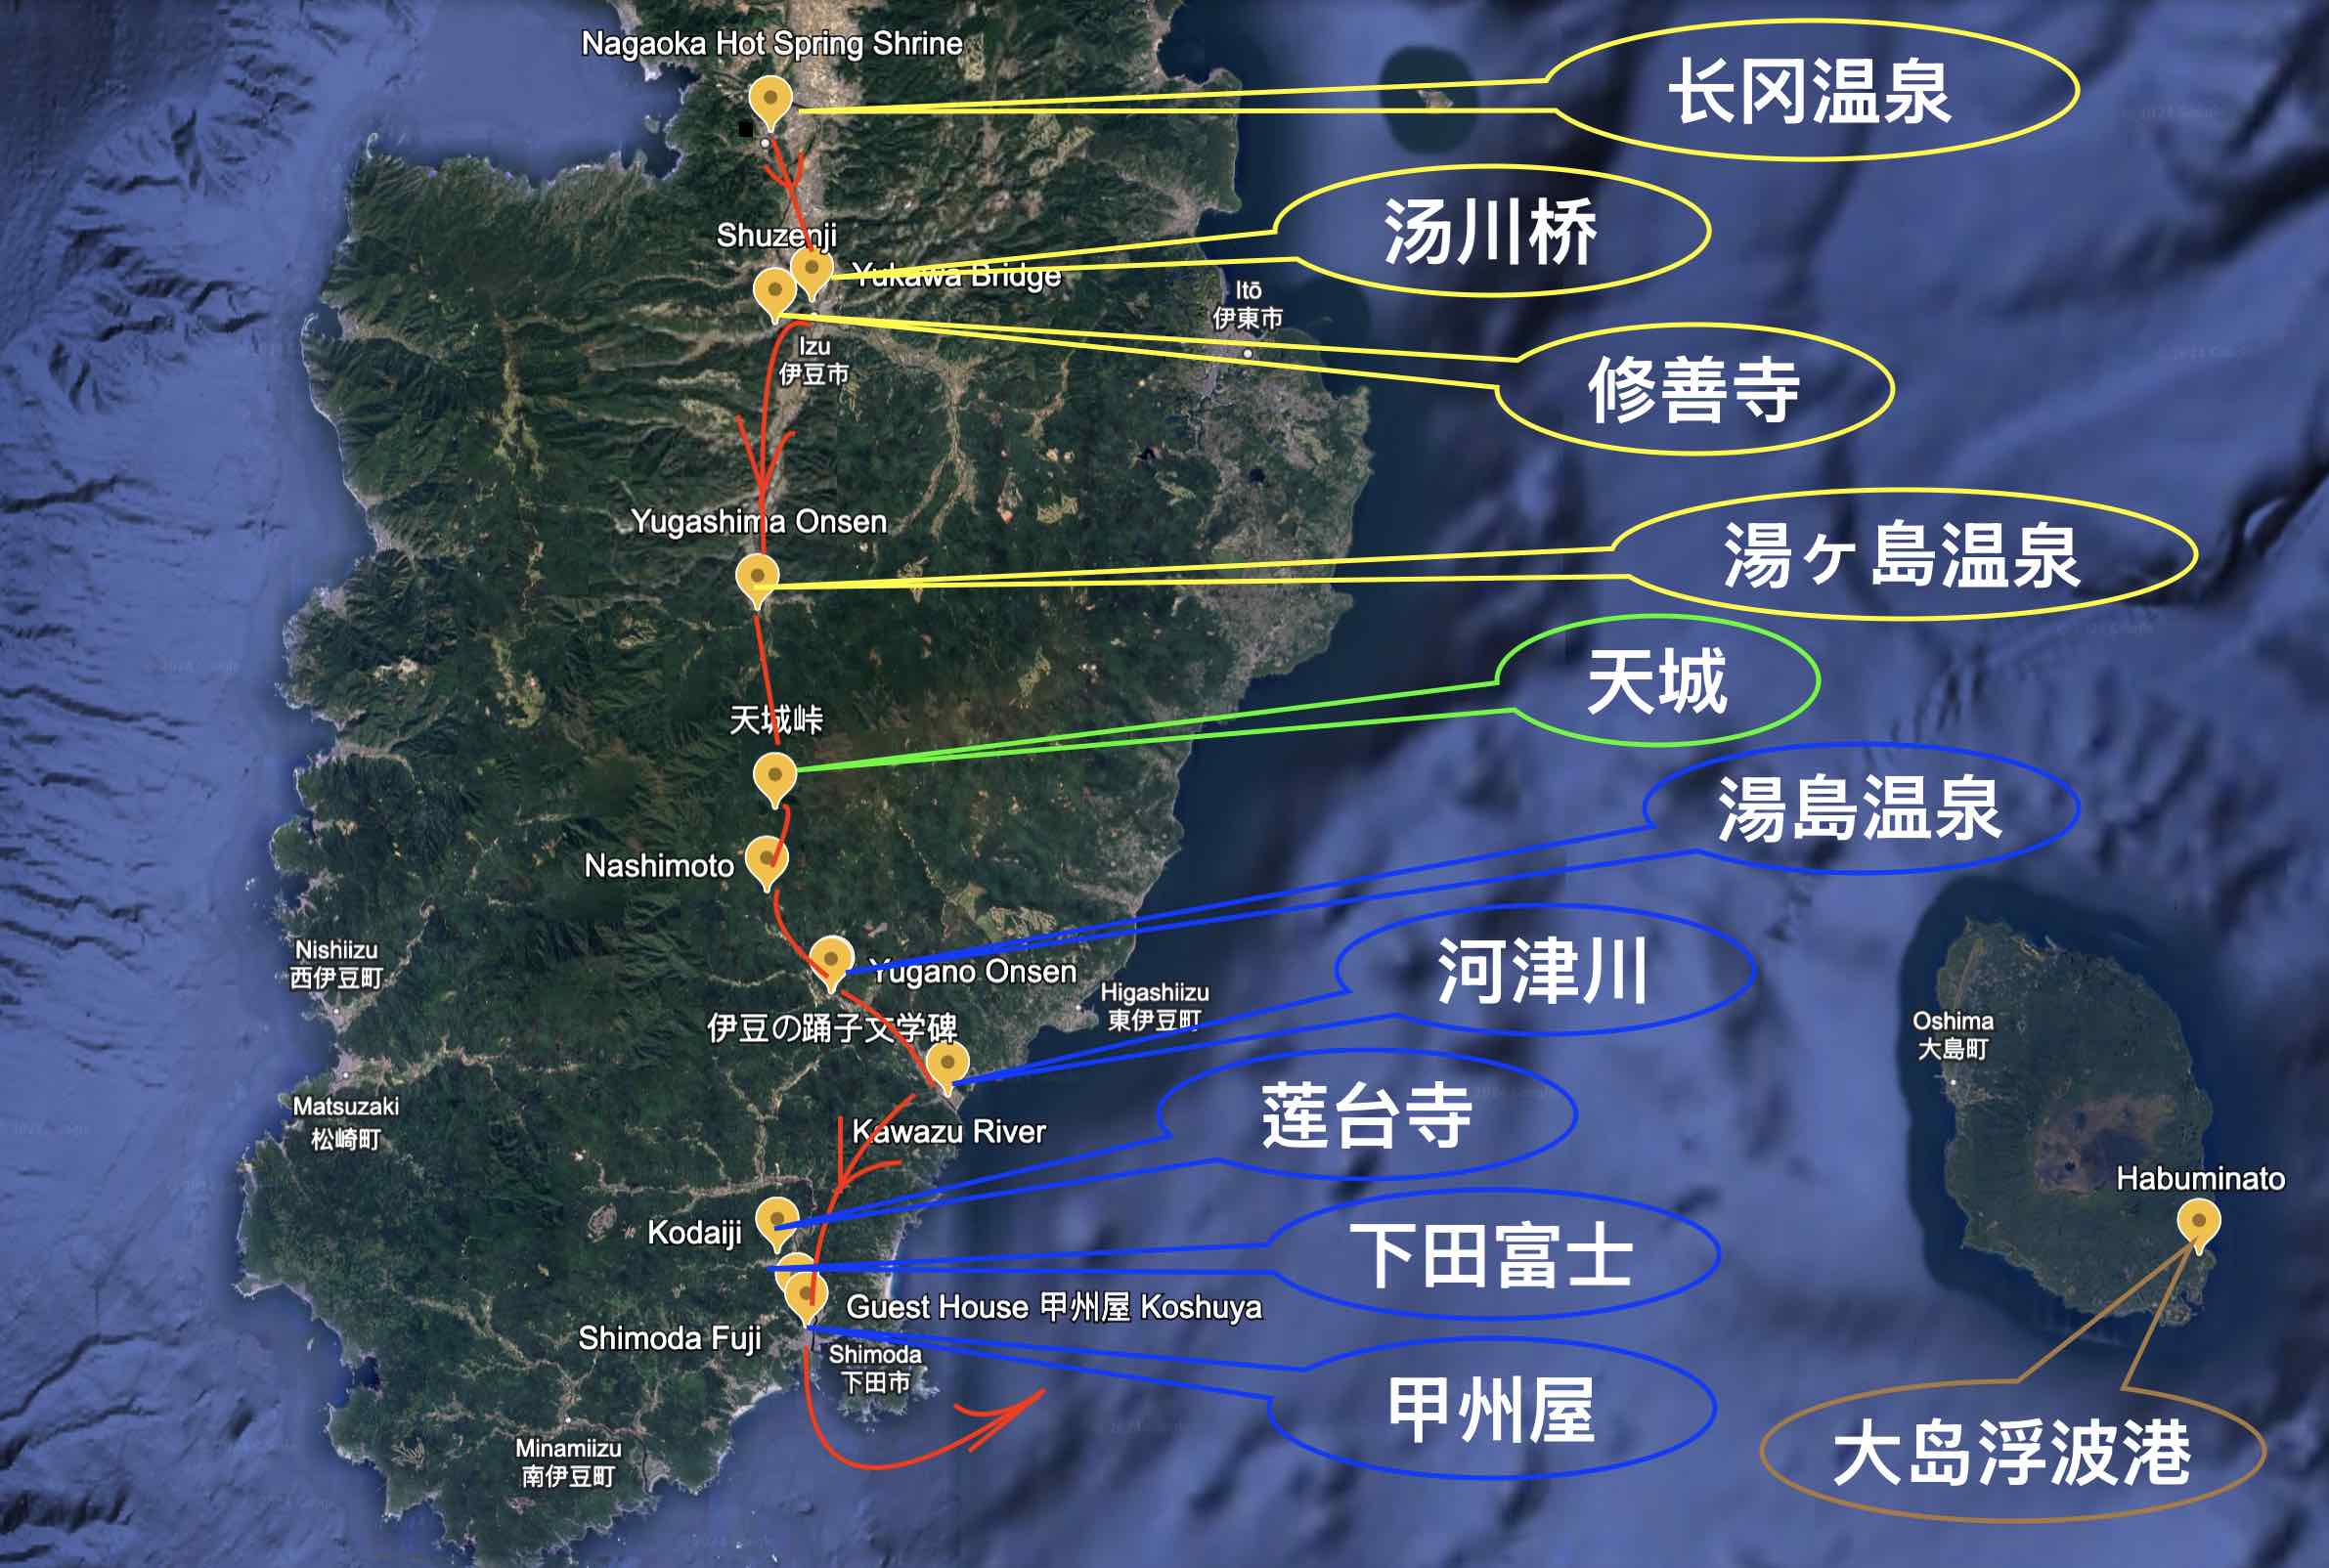 Nagaoka Hot Spring Shrine
长冈温泉
汤川桥
Shuzenji
Yukawa Bridge
Itō
伊東市
Izu
伊豆市
修善寺
Yugashima Onsen
湯ヶ島温泉
天城
天城峠
湯島温泉
Nashimoto
Nishiizu
西伊豆町
Yugano Onsen
河津川
Higashiizu
東伊豆町
伊豆の踊子文学碑
Oshima
大島町
Matsuzaki
松崎町
Kawazu River
莲台寺
Habuminato
Kodaiji
下田富士
Guest House 甲州屋 Koshuya
Shimoda Fuji
Shimoda
下田市
甲州屋
Minamiizu
南伊豆町
大岛浮波港